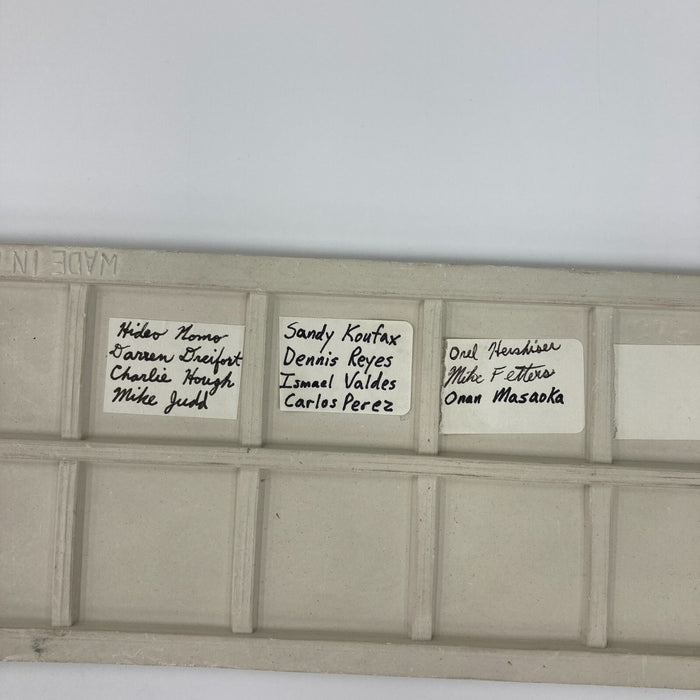 MADE IN
Hideo Nomo
Darren Dreifort
Charlie Hough
Mike Judd
Sandy Koufax
Dennis Reyes
Ismael Valdes
Carlos Perez
Orel Hershiser
Mike Fetters
Onan Masaoka